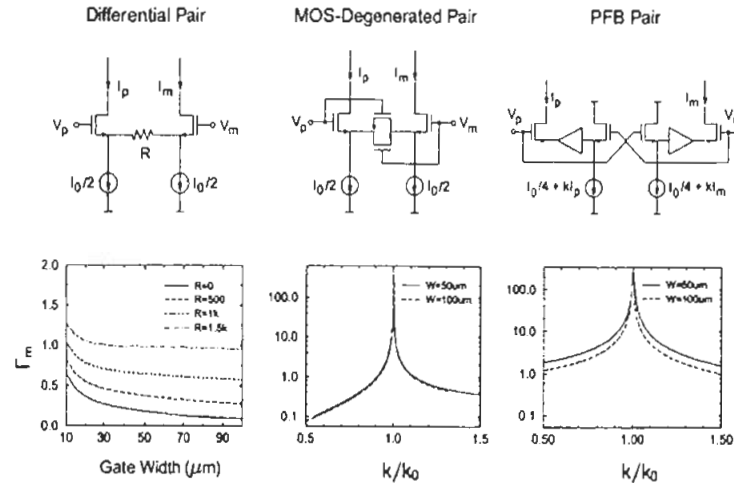 Differential Pair
MOS-Degenerated Pair
PFB Pair
I_p
I_m
V_p
V_m
R
I_0/2
I_0/2
I_p
I_m
V_p
V_m
I_0/2
I_0/2
I_p
I_m
V_p
I_0/4 + kI_p
I_0/4 + kI_m
2.0
1.5
1.0
0.5
0.0
10
30
50
70
90
R=0
R=500
R=1k
R=1.5k
Gate Width (μm)
100.0
10.0
1.0
0.1
0.5
1.0
1.5
W=50um
W=100um
k/k_0
100.0
10.0
1.0
0.1
0.50
1.00
1.50
W=100um
k/k_0